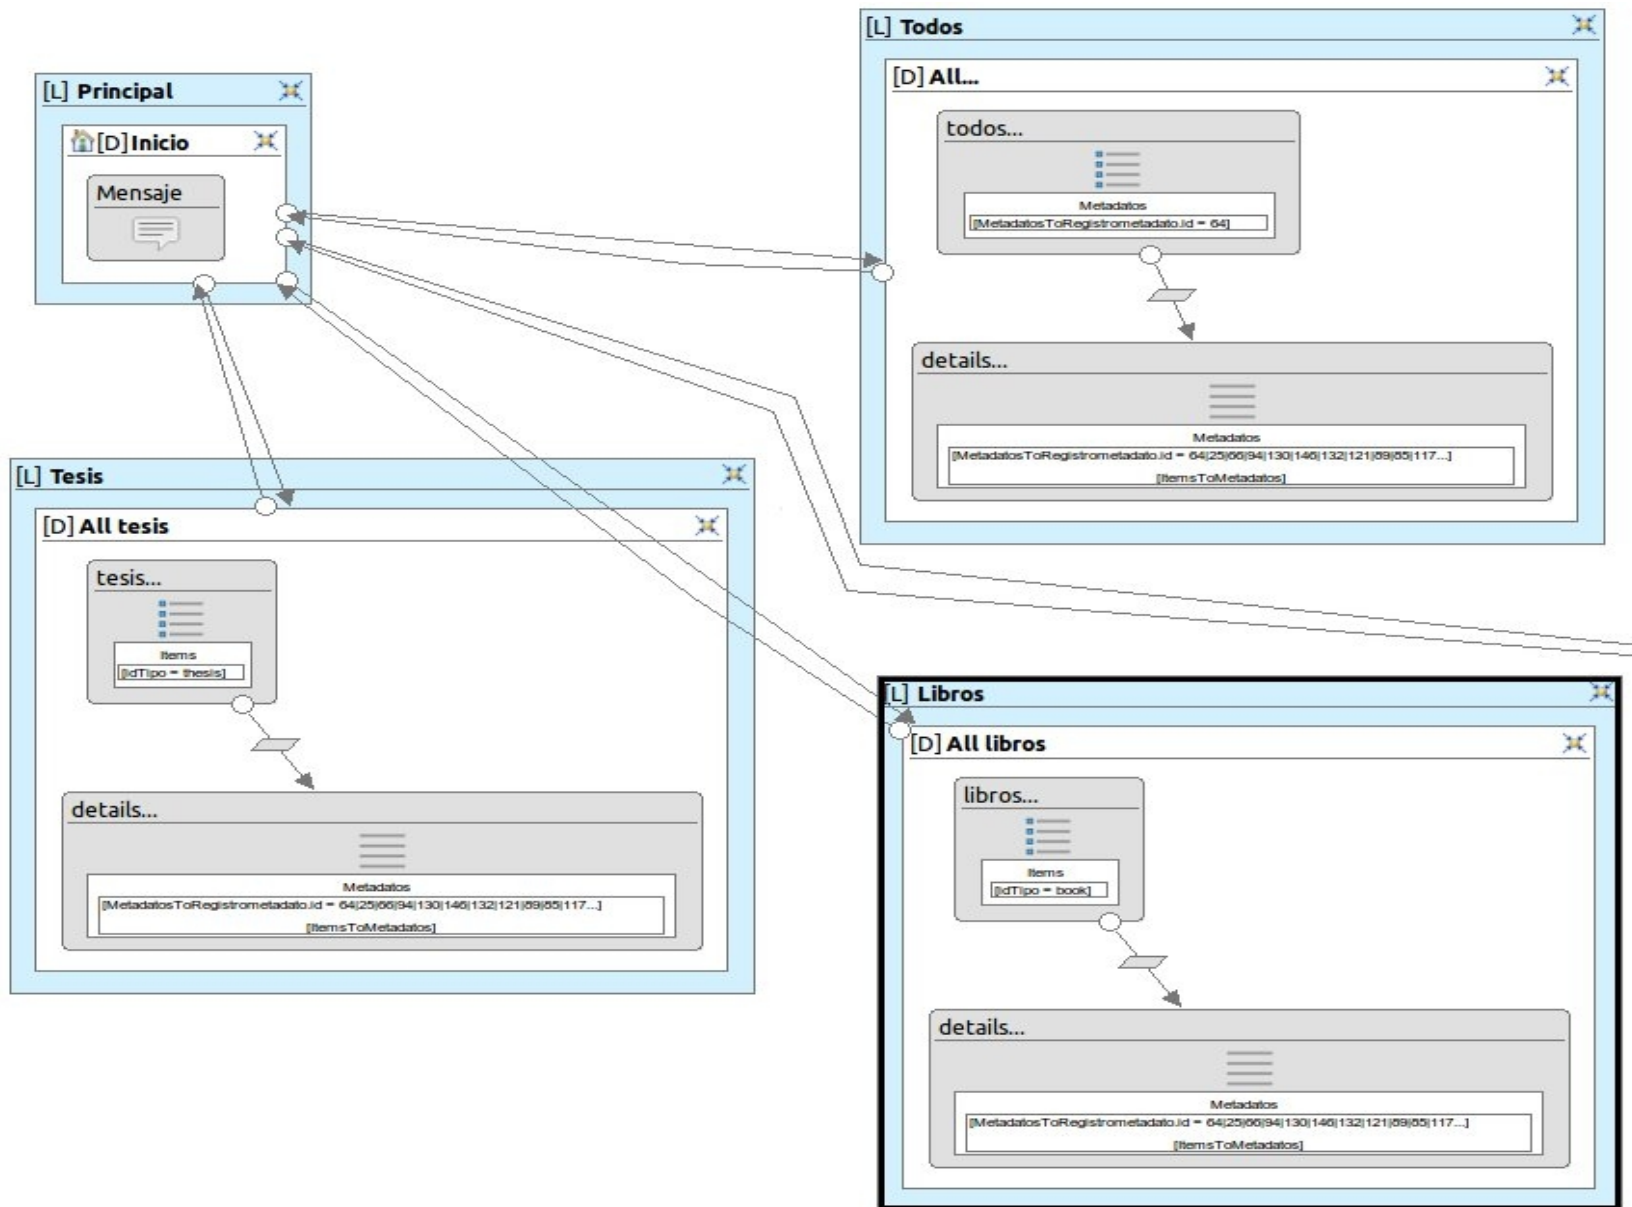 [L] Principal
[D]Inicio
Mensaje
[L] Todos
[D] All...
todos...
Metadatos
[MetadatosToRegistrometadato.id = 64]
details...
Metadatos
[MetadatosToRegistrometadato.id = 64|25|66|94|130|146|132|121|89|85|117...]
[ItemsToMetadatos]
[L] Tesis
[D] All tesis
tesis...
Items
[idTipo = thesis]
details...
Metadatos
[MetadatosToRegistrometadato.id = 64|25|66|94|130|146|132|121|89|85|117...]
[ItemsToMetadatos]
[L] Libros
[D] All libros
libros...
Items
[idTipo = book]
details...
Metadatos
[MetadatosToRegistrometadato.id = 64|25|66|94|130|146|132|121|89|85|117...]
[ItemsToMetadatos]